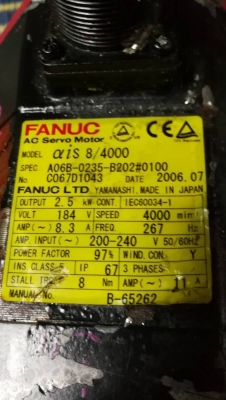 FANUC
AC Servo Motor
MODEL αiS 8/4000
SPEC. A06B-0235-B202#0100
No C067D1043 DATE 2006.07
FANUC LTD YAMANASHI, MADE IN JAPAN
OUTPUT 2.5 kW CONT. IEC60034-1
VOLT 184 V SPEED 4000 min
AMP(~) 8.3 A FREQ. 267 Hz
AMP. INPUT(~) 200-240 V 50/60Hz
POWER FACTOR 97% WIND. CON. Y
INS. CLASS F IP 67 3 PHASES
STALL TRQ 8 Nm AMP(~) 11 A
MANUAL No. B-65262